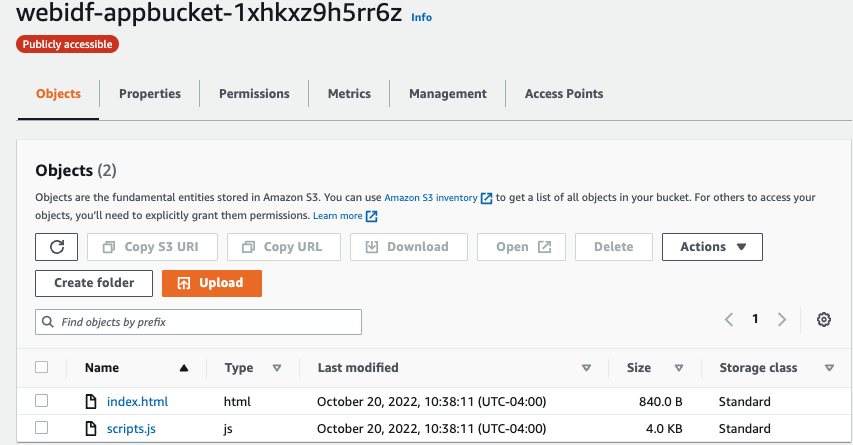 webidf-appbucket-1xhkxz9h5rr6z Info
Publicly accessible
Objects Properties Permissions Metrics Management Access Points
Objects (2)
Objects are the fundamental entities stored in Amazon S3. You can use Amazon S3 inventory to get a list of all objects in your bucket. For others to access your
objects, you'll need to explicitly grant them permissions. Learn more
Copy S3 URI Copy URL Download Open Delete Actions
Create folder Upload
Find objects by prefix
1
Name Type Last modified Size Storage class
index.html html October 20, 2022, 10:38:11 (UTC-04:00) 840.0 B Standard
scripts.js js October 20, 2022, 10:38:11 (UTC-04:00) 4.0 KB Standard